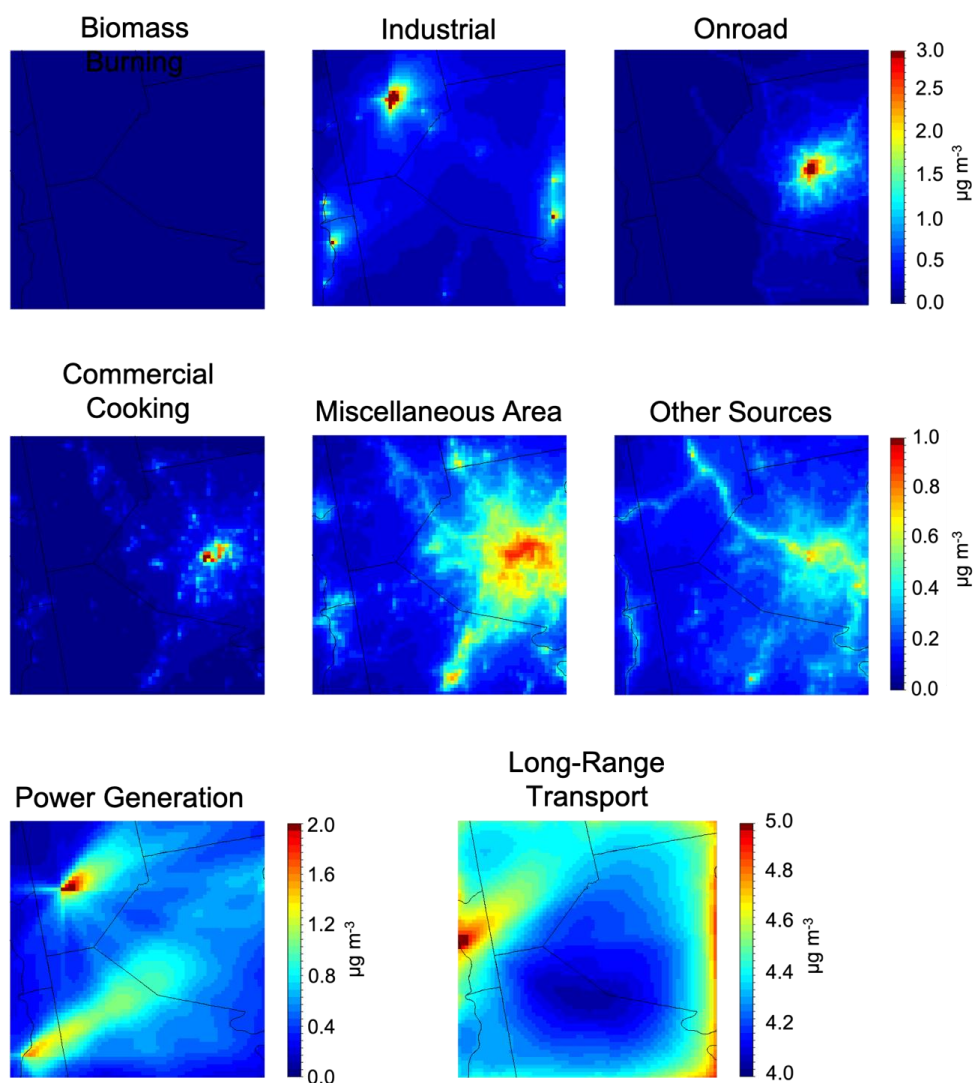 Biomass
Burning
Industrial
Onroad
3.0
2.5
2.0
1.5
1.0
0.5
0.0
µg m-3
Commercial
Cooking
Miscellaneous Area
Other Sources
1.0
0.8
0.6
0.4
0.2
0.0
µg m-3
Power Generation
2.0
1.6
1.2
0.8
0.4
0.0
µg m-3
Long-Range
Transport
5.0
4.8
4.6
4.4
4.2
4.0
µg m-3